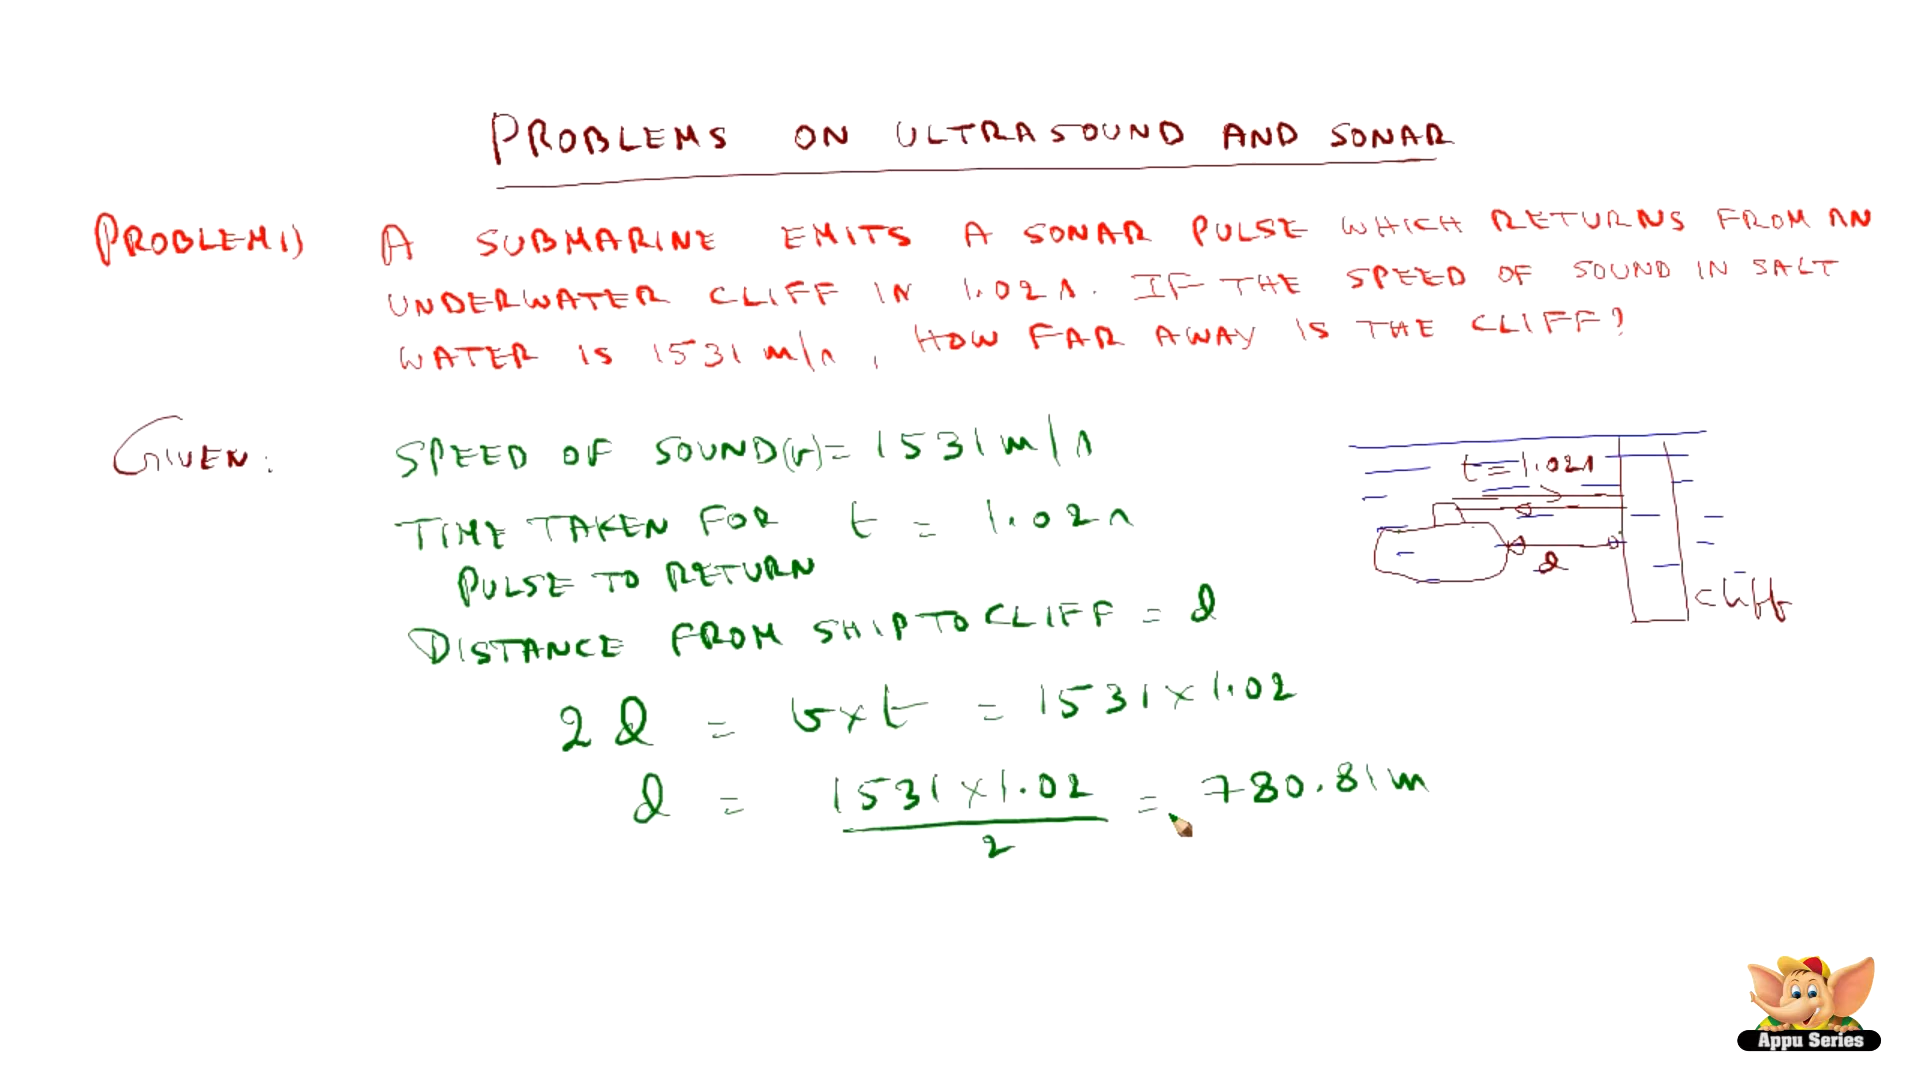 PROBLEMS ON ULTRASOUND AND SONAR
PROBLEM 1) A SUBMARINE EMITS A SONAR PULSE WHICH RETURNS FROM AN
UNDERWATER CLIFF IN 1.02 s. IF THE SPEED OF SOUND IN SALT
WATER IS 1531 m/s, HOW FAR AWAY IS THE CLIFF?
GIVEN: SPEED OF SOUND(v) = 1531 m/s
TIME TAKEN FOR t = 1.02 s
PULSE TO RETURN
DISTANCE FROM SHIP TO CLIFF = d
2d = v×t = 1531×1.02
d = 1531×1.02 / 2 = 780.81 m
t = 1.02 s
d
cliff
Appu Series